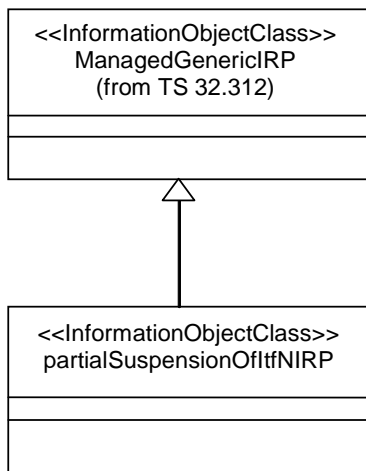 <<InformationObjectClass>>
ManagedGenericIRP
(from TS 32.312)
<<InformationObjectClass>>
partialSuspensionOfItfNIRP